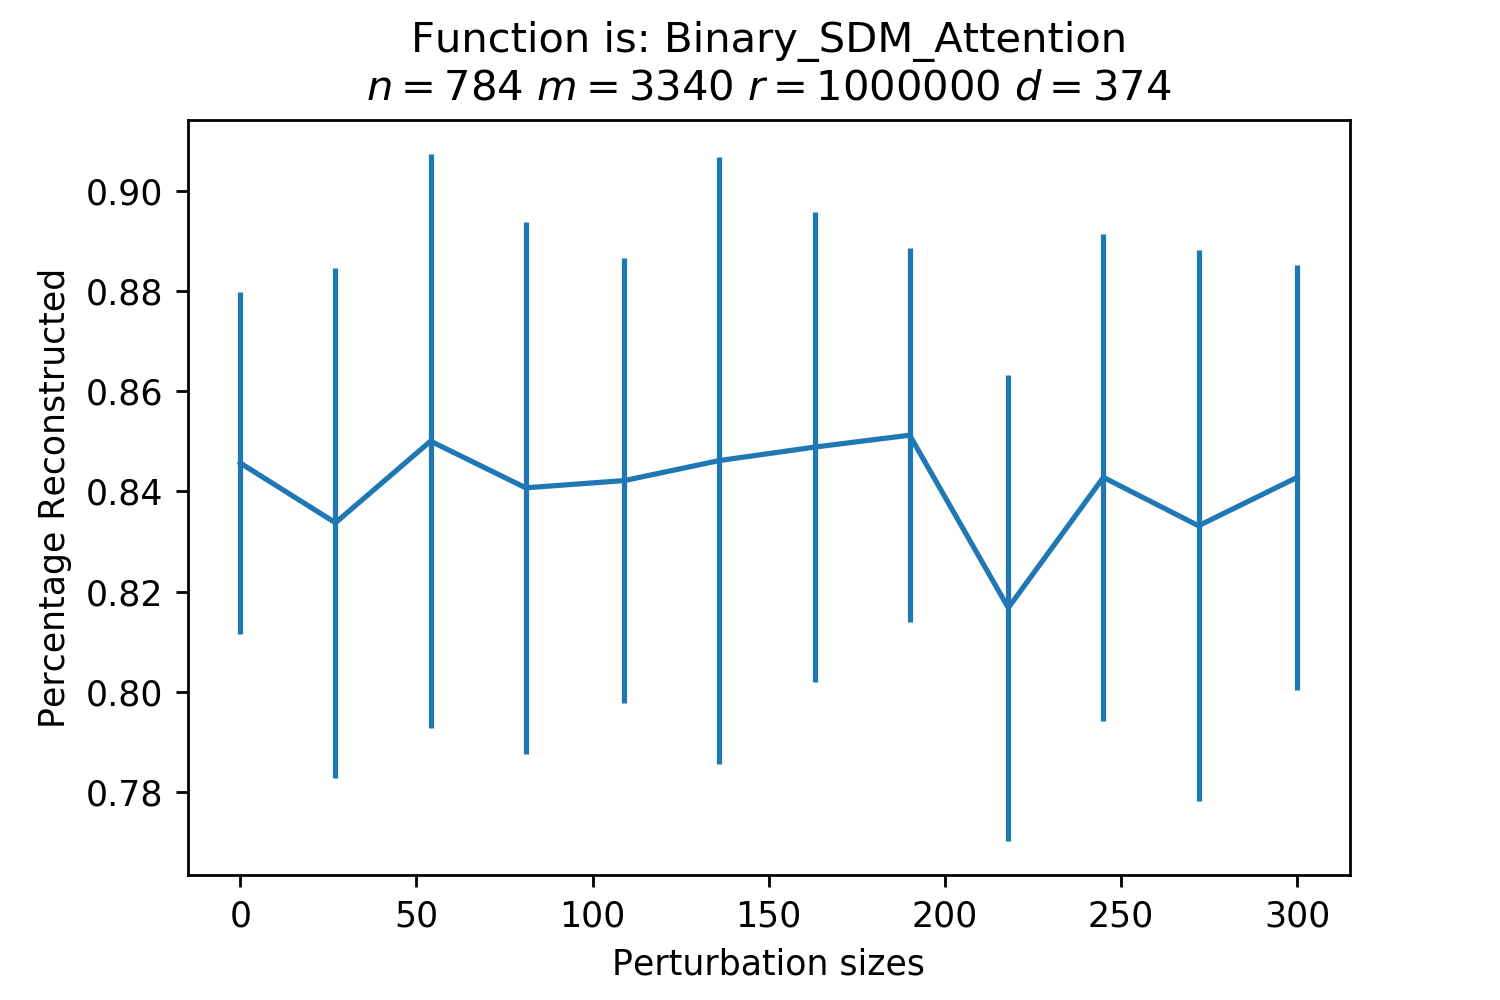 Function is: Binary_SDM_Attention
n = 784 m = 3340 r = 1000000 d = 374
Percentage Reconstructed
0.90
0.88
0.86
0.84
0.82
0.80
0.78
0 50 100 150 200 250 300
Perturbation sizes